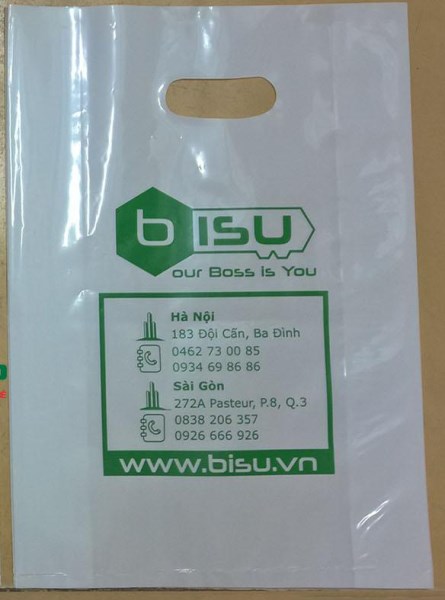 bisu
our Boss is You
Hà Nội
183 Đội Cấn, Ba Đình
0462 73 00 85
0934 69 86 86
Sài Gòn
272A Pasteur, P.8, Q.3
0838 206 357
0926 666 926
www.bisu.vn